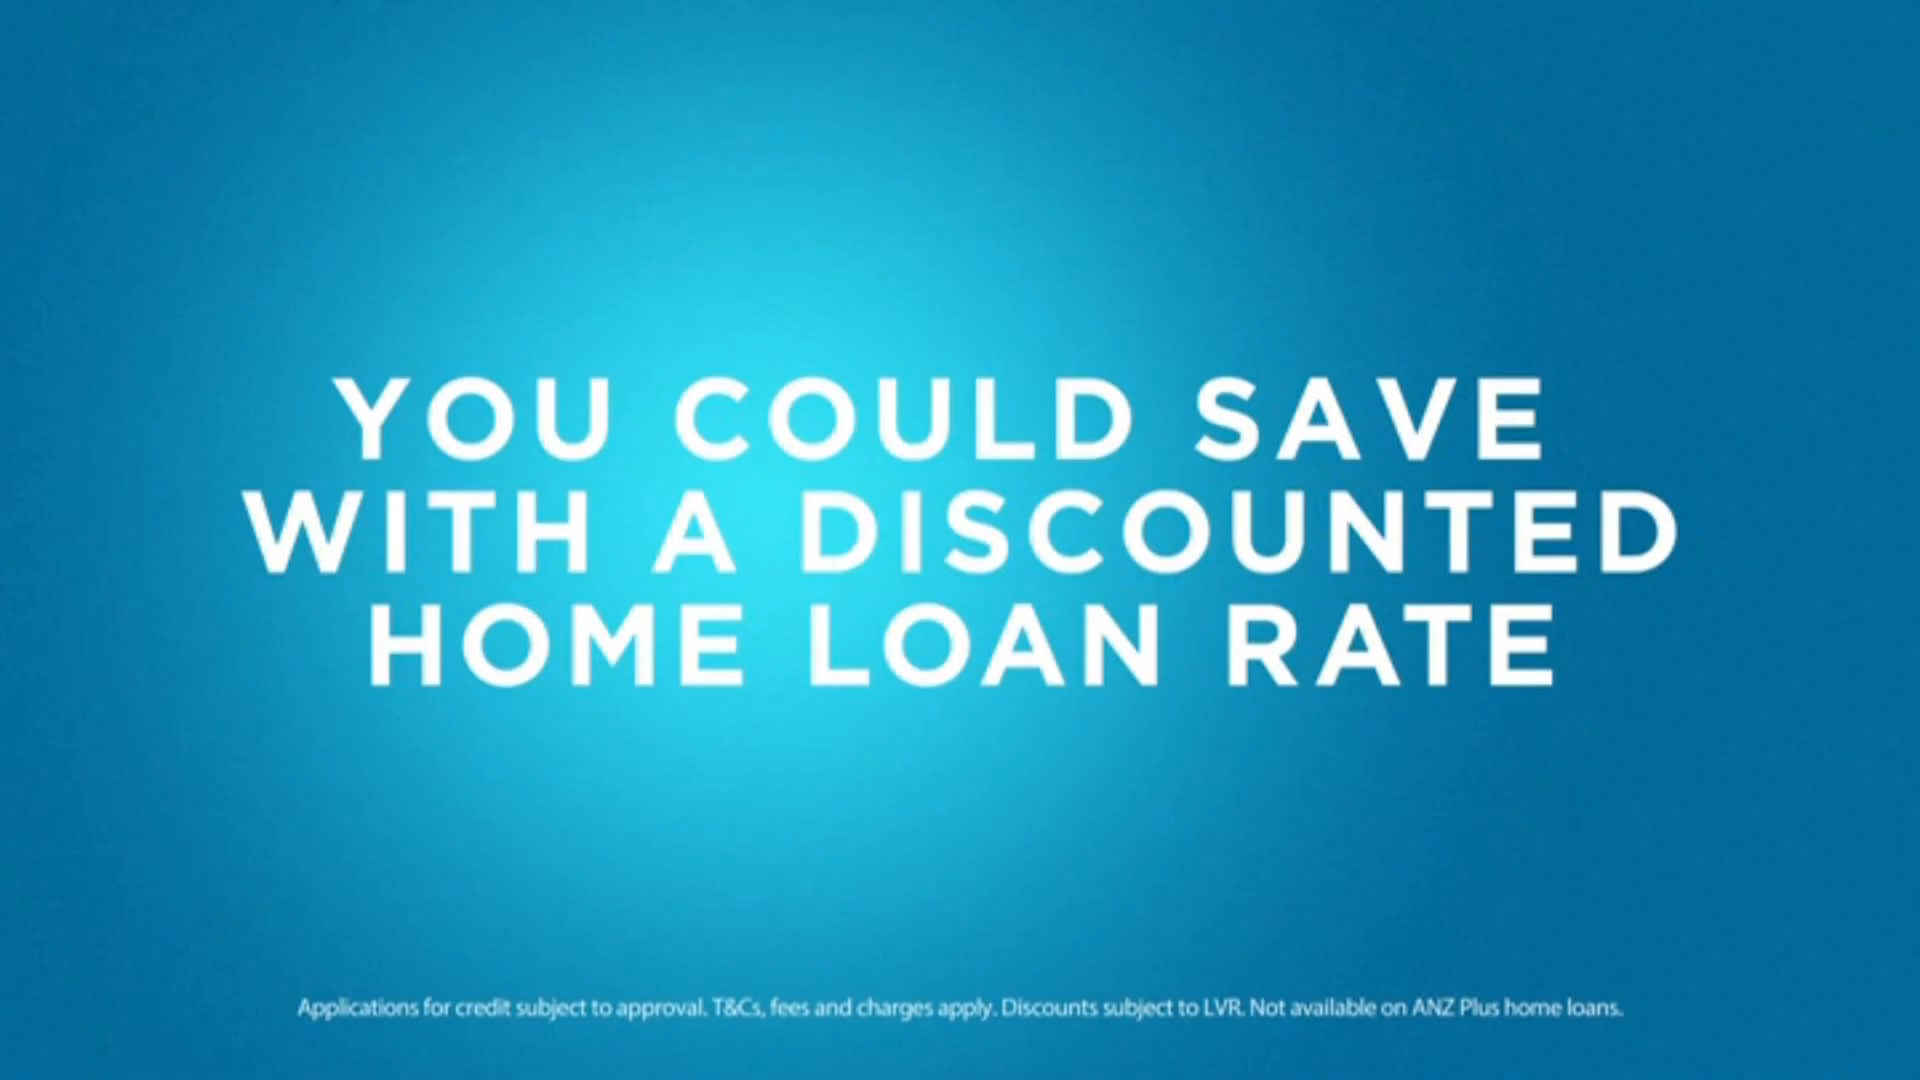 YOU COULD SAVE
WITH A DISCOUNTED
HOME LOAN RATE
Applications for credit subject to approval. T&Cs, fees and charges apply. Discounts subject to LVR. Not available on ANZ Plus home loans.